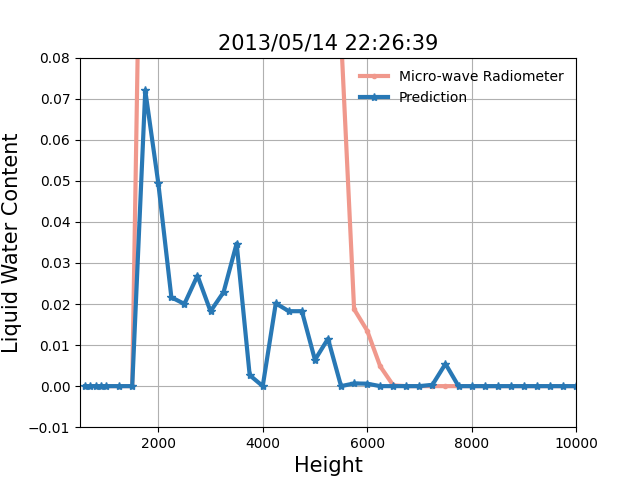 2013/05/14 22:26:39
Micro-wave Radiometer
Prediction
Liquid Water Content
0.08
0.07
0.06
0.05
0.04
0.03
0.02
0.01
0.00
−0.01
2000 4000 6000 8000 10000
Height